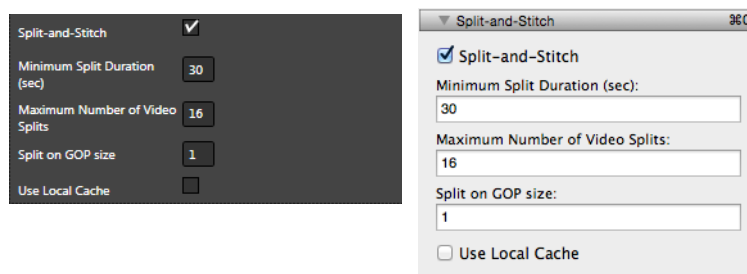 Split-and-Stitch
Minimum Split Duration
(sec)
30
Maximum Number of Video
Splits
16
Split on GOP size
1
Use Local Cache
Split-and-Stitch
Split-and-Stitch
Minimum Split Duration (sec):
30
Maximum Number of Video Splits:
16
Split on GOP size:
1
Use Local Cache